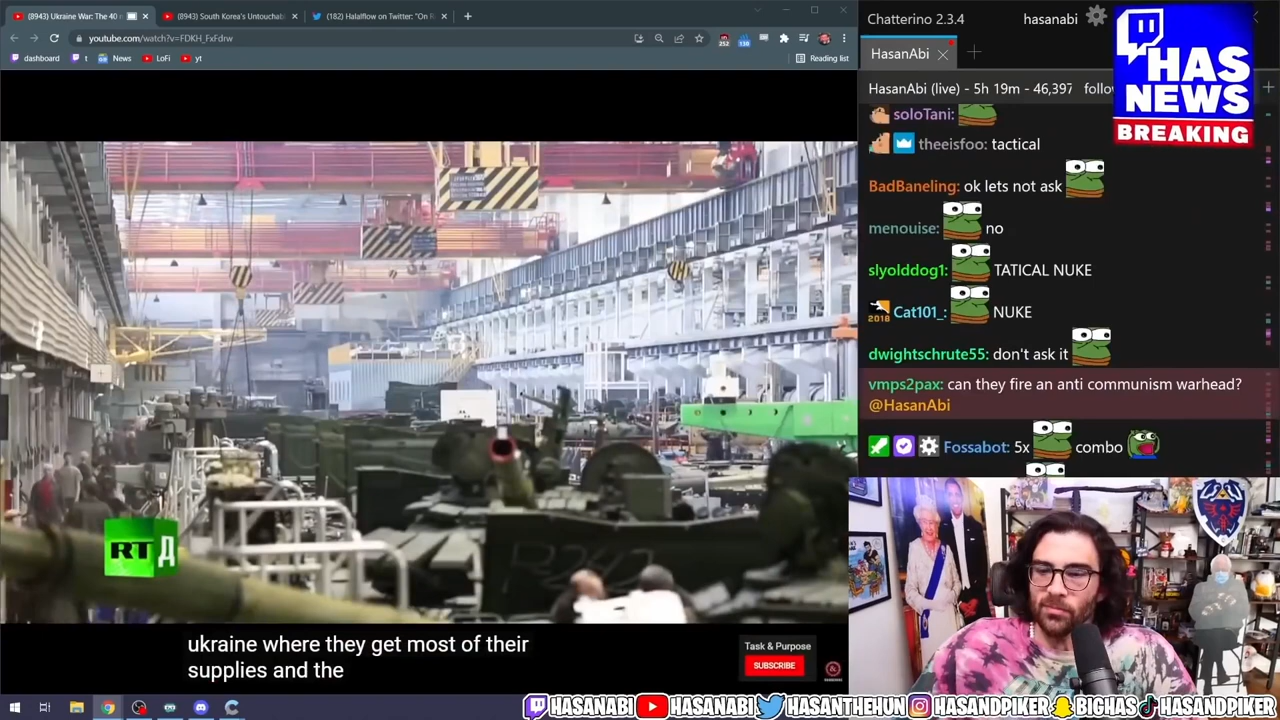 (8943) Ukraine War: The 40
(8943) South Korea's Untouchab
(182) Halalflow on Twitter: "On R
youtube.com/watch?v=FDKH_FxFdrw
dashboard
t
News
LoFi
yt
Reading list
252
130
Chatterino 2.3.4
hasanabi
HasanAbi
HasanAbi (live) - 5h 19m - 46,397 follow
HAS
NEWS
BREAKING
soloTani:
theeisfoo: tactical
BadBaneling: ok lets not ask
menouise: no
slyolddog1: TATICAL NUKE
2018 Cat101_: NUKE
dwightschrute55: don't ask it
vmps2pax: can they fire an anti communism warhead?
@HasanAbi
Fossabot: 5x combo
RT Д
ukraine where they get most of their
supplies and the
Task & Purpose
SUBSCRIBE
HASANABI HASANABI HASANTHEHUN HASANDPIKER BIGHAS HASANDPIKER